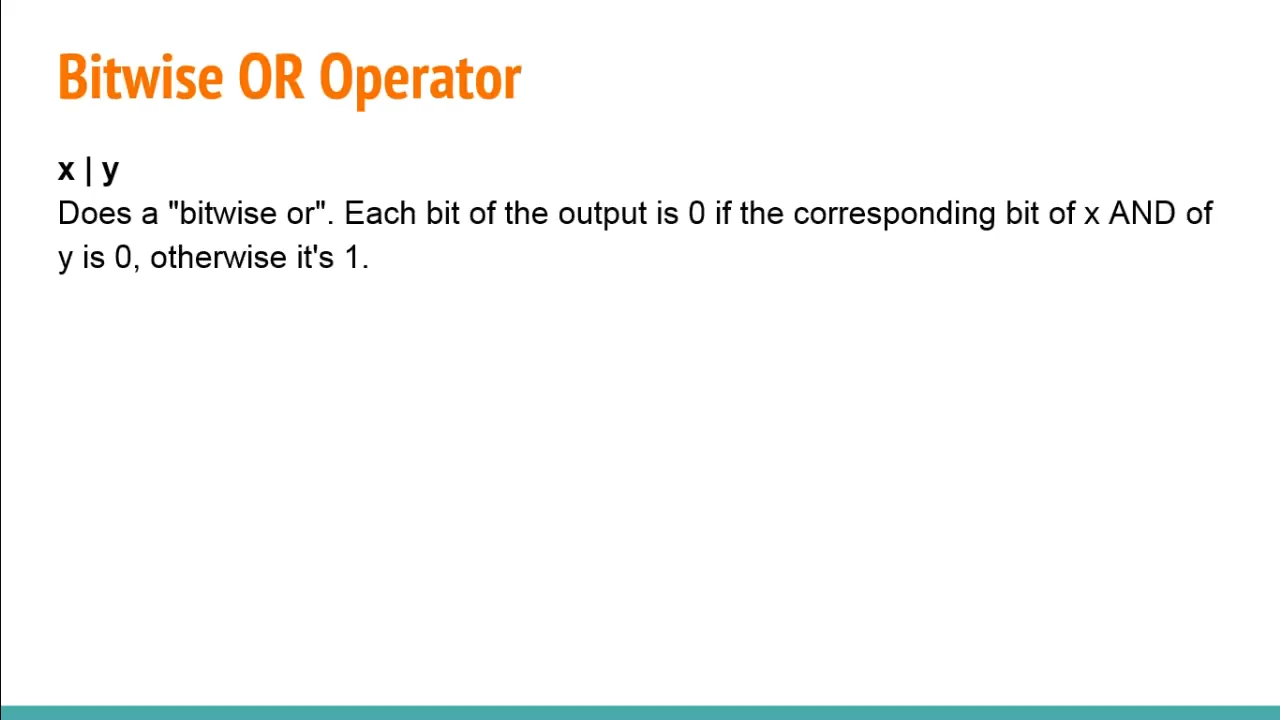 Bitwise OR Operator
x | y
Does a "bitwise or". Each bit of the output is 0 if the corresponding bit of x AND of
y is 0, otherwise it's 1.